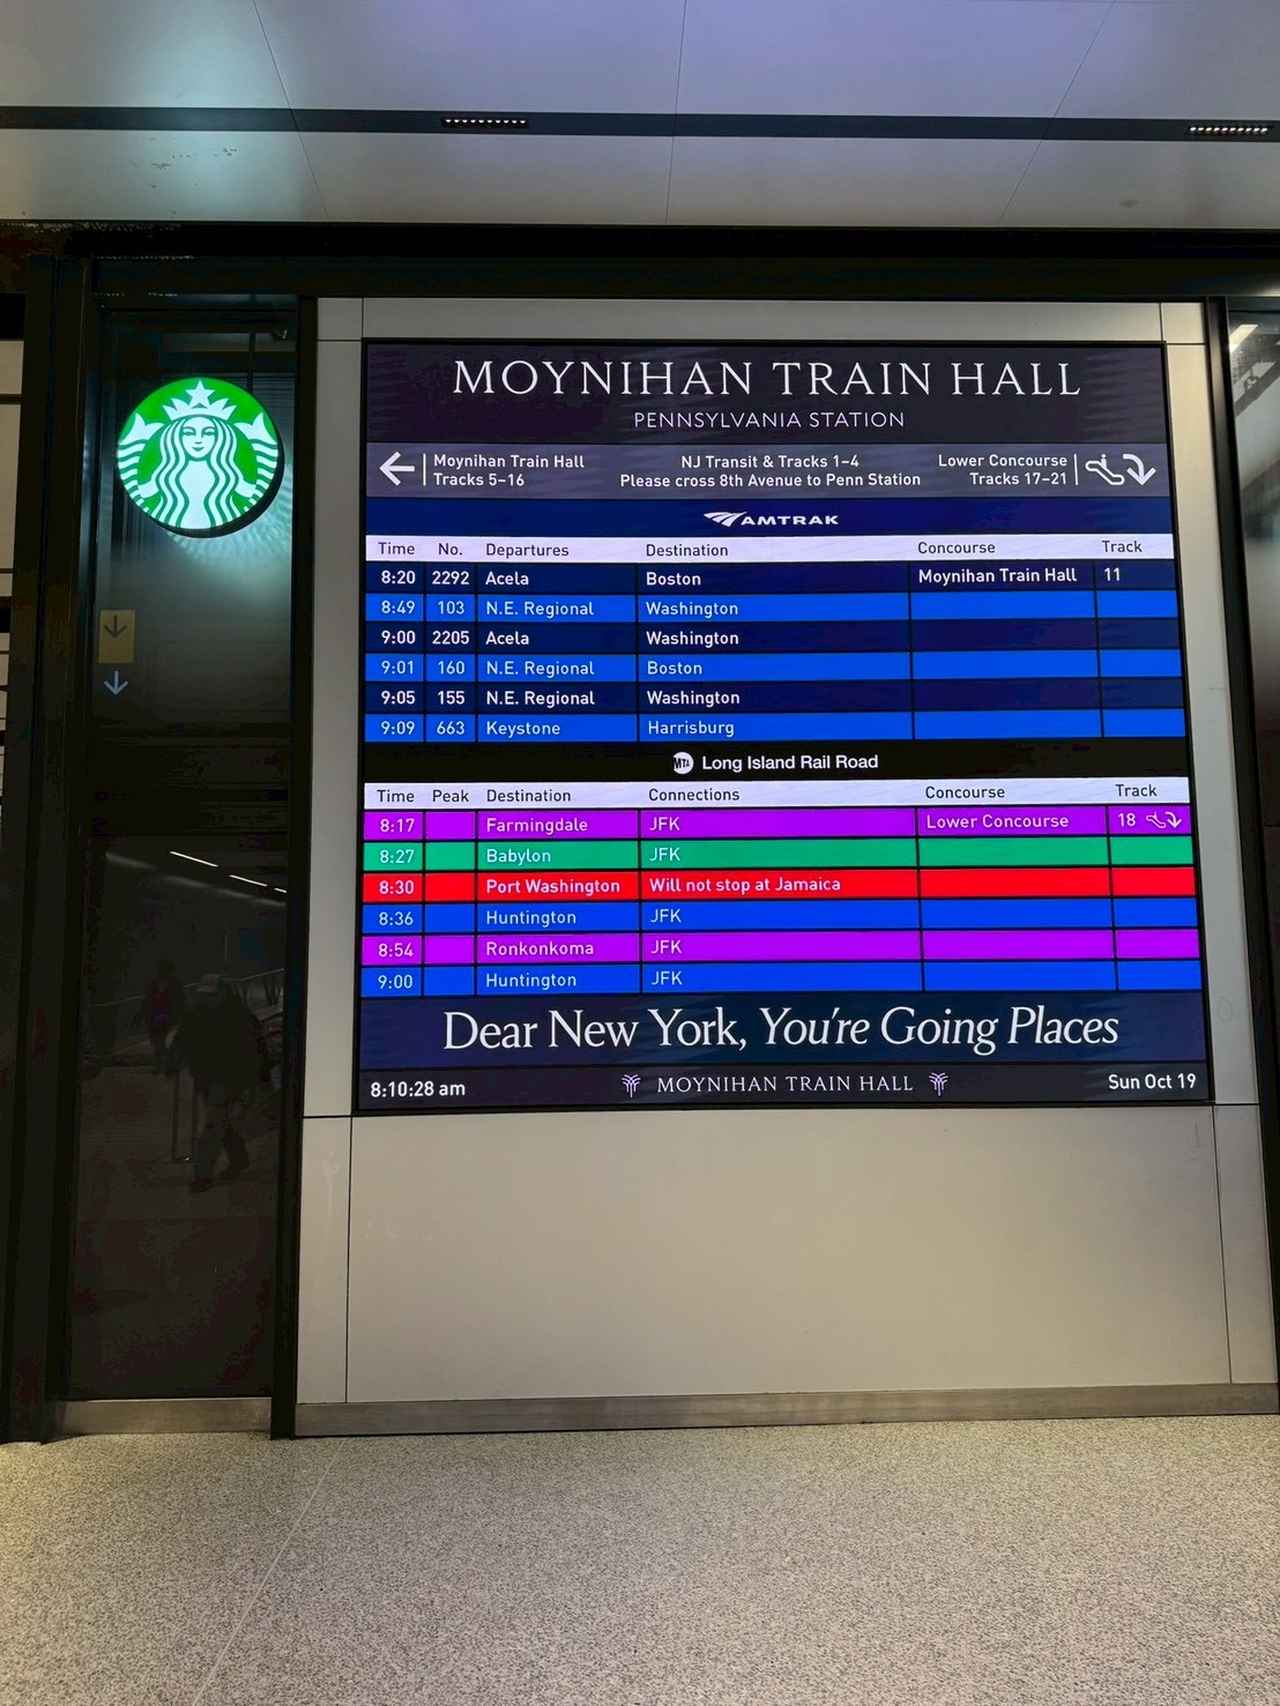 MOYNIHAN TRAIN HALL
PENNSYLVANIA STATION
Moynihan Train Hall
Tracks 5–16
NJ Transit & Tracks 1–4
Please cross 8th Avenue to Penn Station
Lower Concourse
Tracks 17–21
AMTRAK
Time No. Departures Destination Concourse Track
8:20 2292 Acela Boston Moynihan Train Hall 11
8:49 103 N.E. Regional Washington
9:00 2205 Acela Washington
9:01 160 N.E. Regional Boston
9:05 155 N.E. Regional Washington
9:09 663 Keystone Harrisburg
MTA Long Island Rail Road
Time Peak Destination Connections Concourse Track
8:17 Farmingdale JFK Lower Concourse 18
8:27 Babylon JFK
8:30 Port Washington Will not stop at Jamaica
8:36 Huntington JFK
8:54 Ronkonkoma JFK
9:00 Huntington JFK
Dear New York, You're Going Places
8:10:28 am MOYNIHAN TRAIN HALL Sun Oct 19